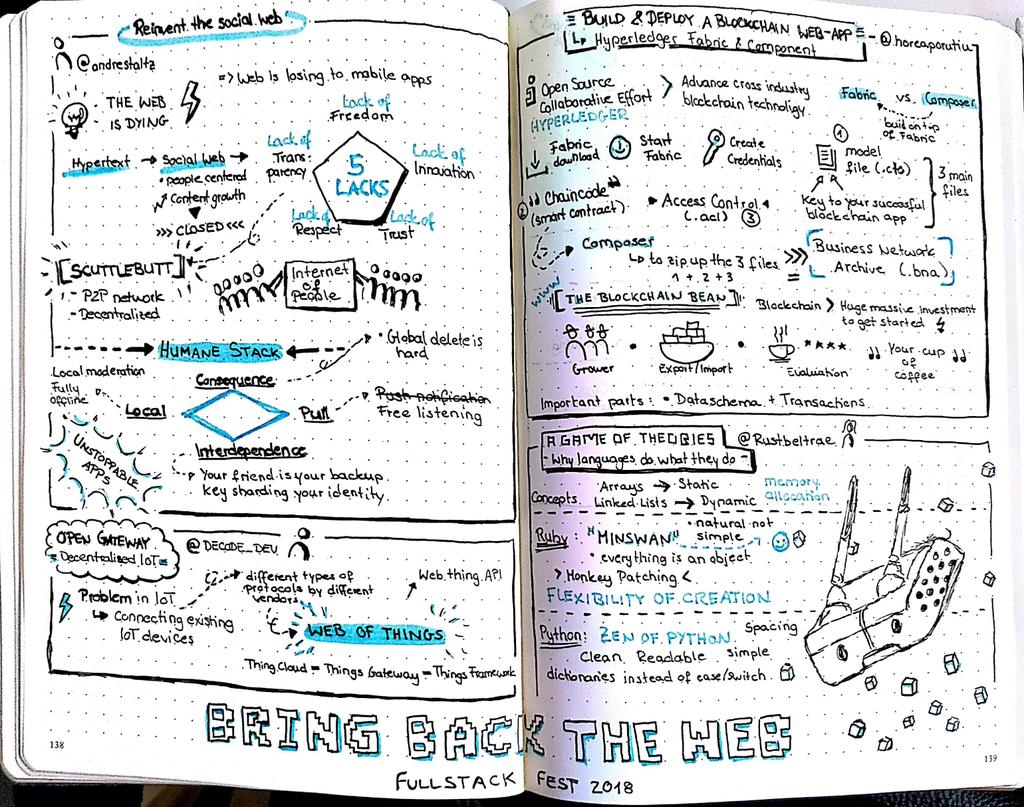 Reinvent the social web
@andrestaltz
=> Web is losing to mobile apps
THE WEB
IS DYING
Hypertext → Social web →
• people centered
Content growth
>>> CLOSED <<<
5
LACKS
Lack of
Freedom
Lack of
Transparency
Lack of
Innovation
Lack of
Respect
Lack of
Trust
[SCUTTLEBUTT]
- P2P network
- Decentralized
Internet
of
People
HUMANE STACK
• Global delete is
hard
Local moderation
Fully
offline
Consequence
Local
Pull
Push notification
Free listening
Interdependence
UNSTOPPABLE
APPS
• Your friend is your backup
Key sharding your identity
OPEN GATEWAY
= Decentralised IoT =
@DECODE_DEV
Problem in IoT
↳ Connecting existing
IoT devices
different types of
protocols by different
vendors
Web.thing.API
WEB OF THINGS
Thing Cloud – Things Gateway – Things Framework
BUILD & DEPLOY A BLOCKCHAIN WEB-APP
↳ Hyperledger Fabric & Component
@horeaporutiu
Open Source
Collaborative Effort
HYPERLEDGER
> Advance cross industry
blockchain technology
Fabric vs. Composer
build on top
of Fabric
Fabric
download
Start
Fabric
Create
Credentials
1
model
file (.cto)
3 main
files
Key to your successful
blockchain app
2 "Chaincode"
(smart contract)
Access Control
(.acl) 3
Composer
↳ to zip up the 3 files >>>
1 + 2 + 3
Business Network
Archive (.bna)
www
[THE BLOCKCHAIN BEAN]
Blockchain > Huge massive investment
to get started
Grower
Export/Import
Evaluation
****
"Your cup
of
coffee"
Important parts: • Dataschema + Transactions
A GAME OF THEORIES
- Why languages do what they do -
@Rustbeltrae
Concepts
Arrays → Static
Linked Lists → Dynamic
memory
allocation
Ruby: "MINSWAN"
• natural not
simple
• everything is an object
> Monkey Patching <
FLEXIBILITY OF CREATION
Python: ZEN OF PYTHON
Spacing
Clean Readable simple
dictionaries instead of case/switch
BRING BACK THE WEB
FULLSTACK FEST 2018
138
139